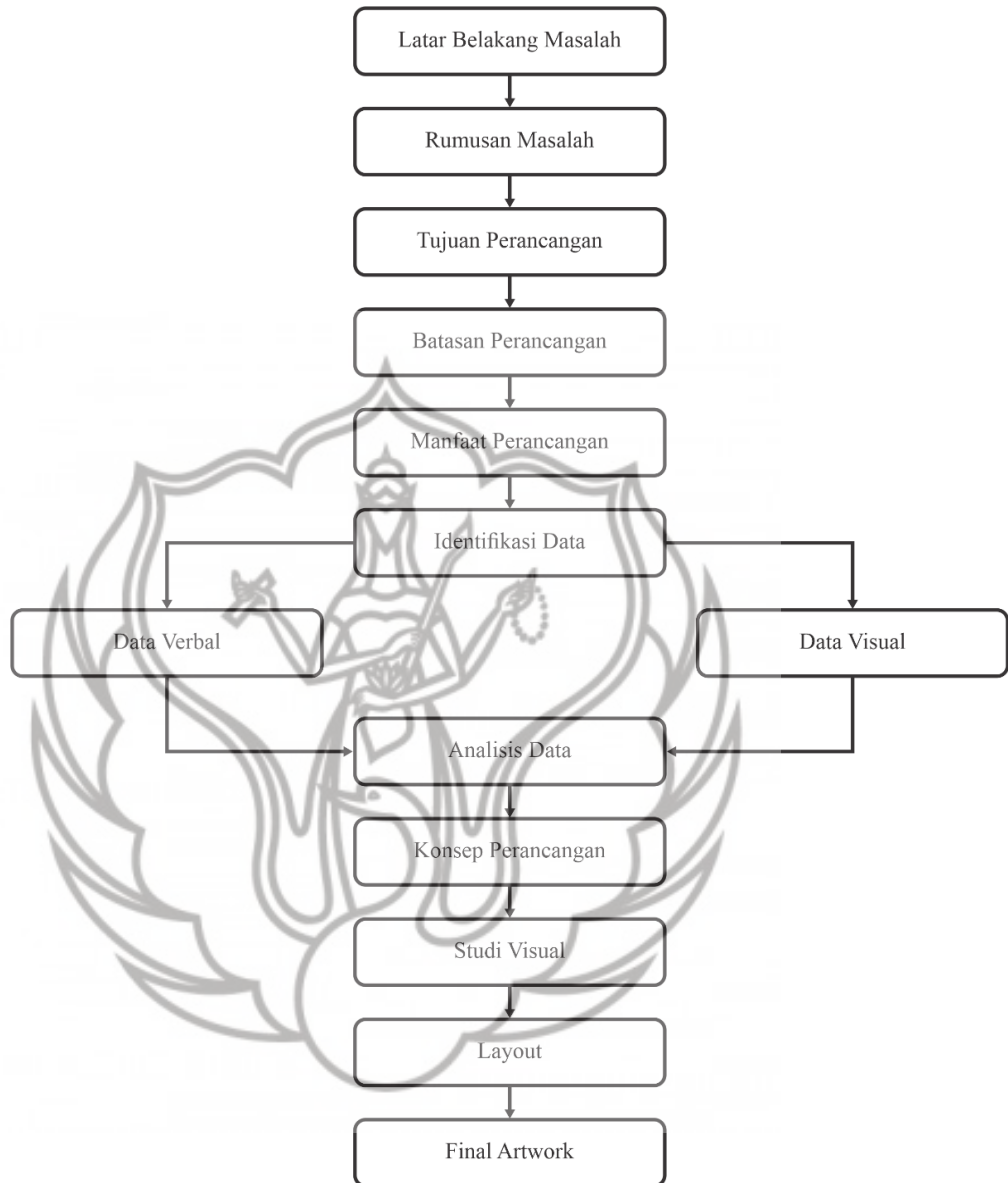 Latar Belakang Masalah
Rumusan Masalah
Tujuan Perancangan
Batasan Perancangan
Manfaat Perancangan
Identifikasi Data
Data Verbal
Data Visual
Analisis Data
Konsep Perancangan
Studi Visual
Layout
Final Artwork